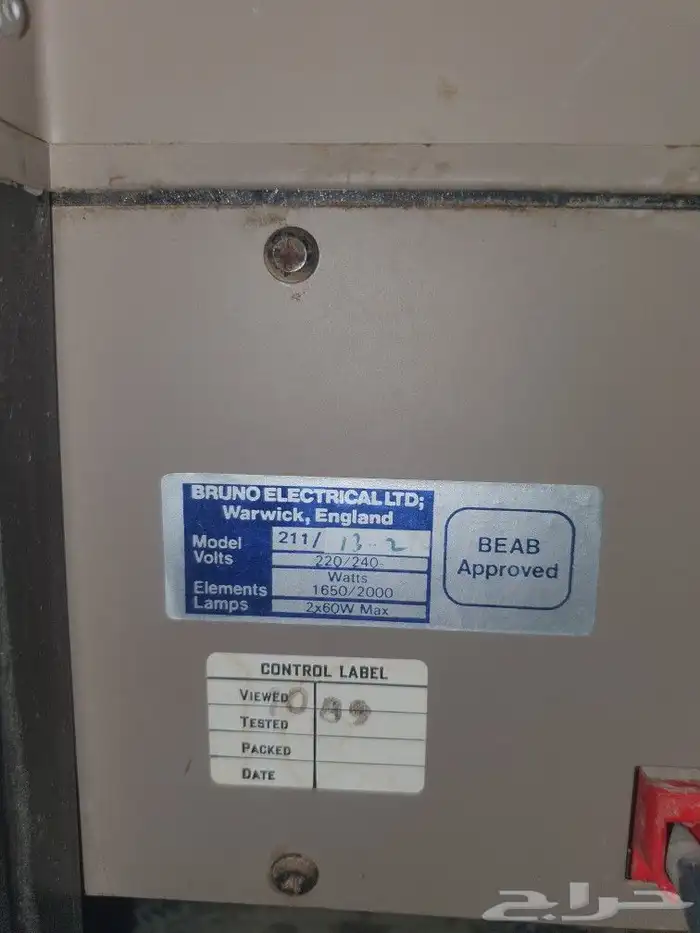 BRUNO ELECTRICAL LTD;
Warwick, England
Model 211/ 13-2
Volts 220/240
Watts
Elements 1650/2000
Lamps 2x60W Max
BEAB
Approved
CONTROL LABEL
VIEWED
TESTED
PACKED
DATE
حراج